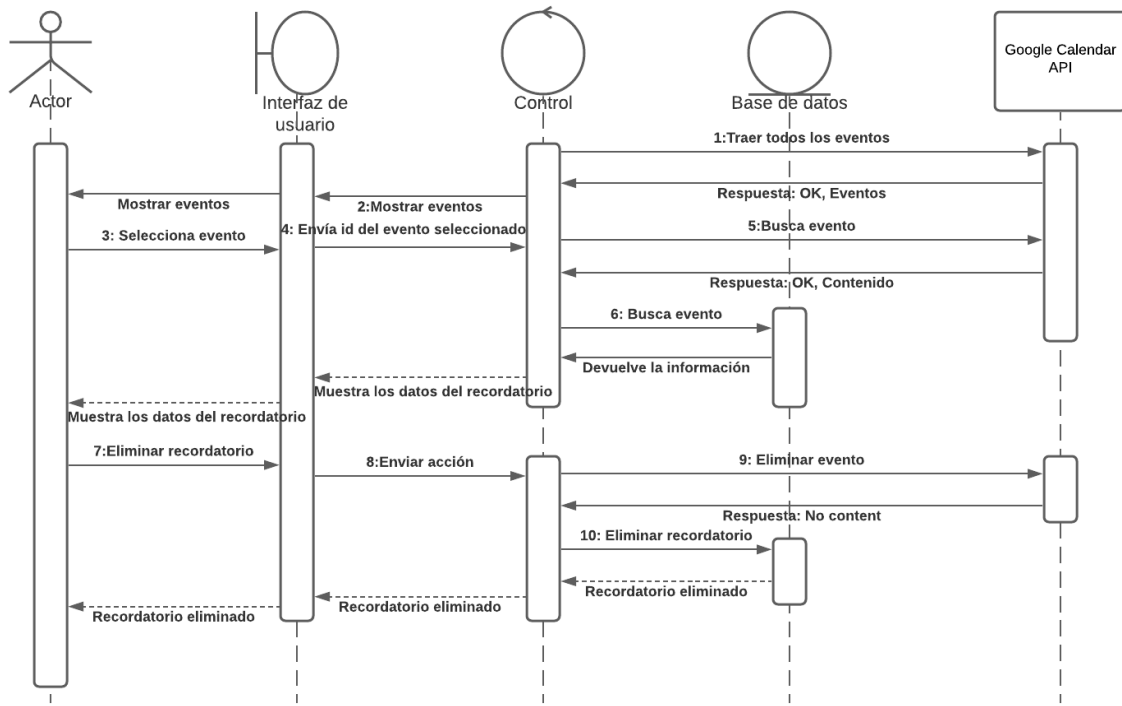 Actor
Interfaz de
usuario
Control
Base de datos
Google Calendar
API
1:Traer todos los eventos
Respuesta: OK, Eventos
Mostrar eventos
2:Mostrar eventos
3: Selecciona evento
4: Envía id del evento seleccionado
5:Busca evento
Respuesta: OK, Contenido
6: Busca evento
Devuelve la información
Muestra los datos del recordatorio
Muestra los datos del recordatorio
7:Eliminar recordatorio
8:Enviar acción
9: Eliminar evento
Respuesta: No content
10: Eliminar recordatorio
Recordatorio eliminado
Recordatorio eliminado
Recordatorio eliminado